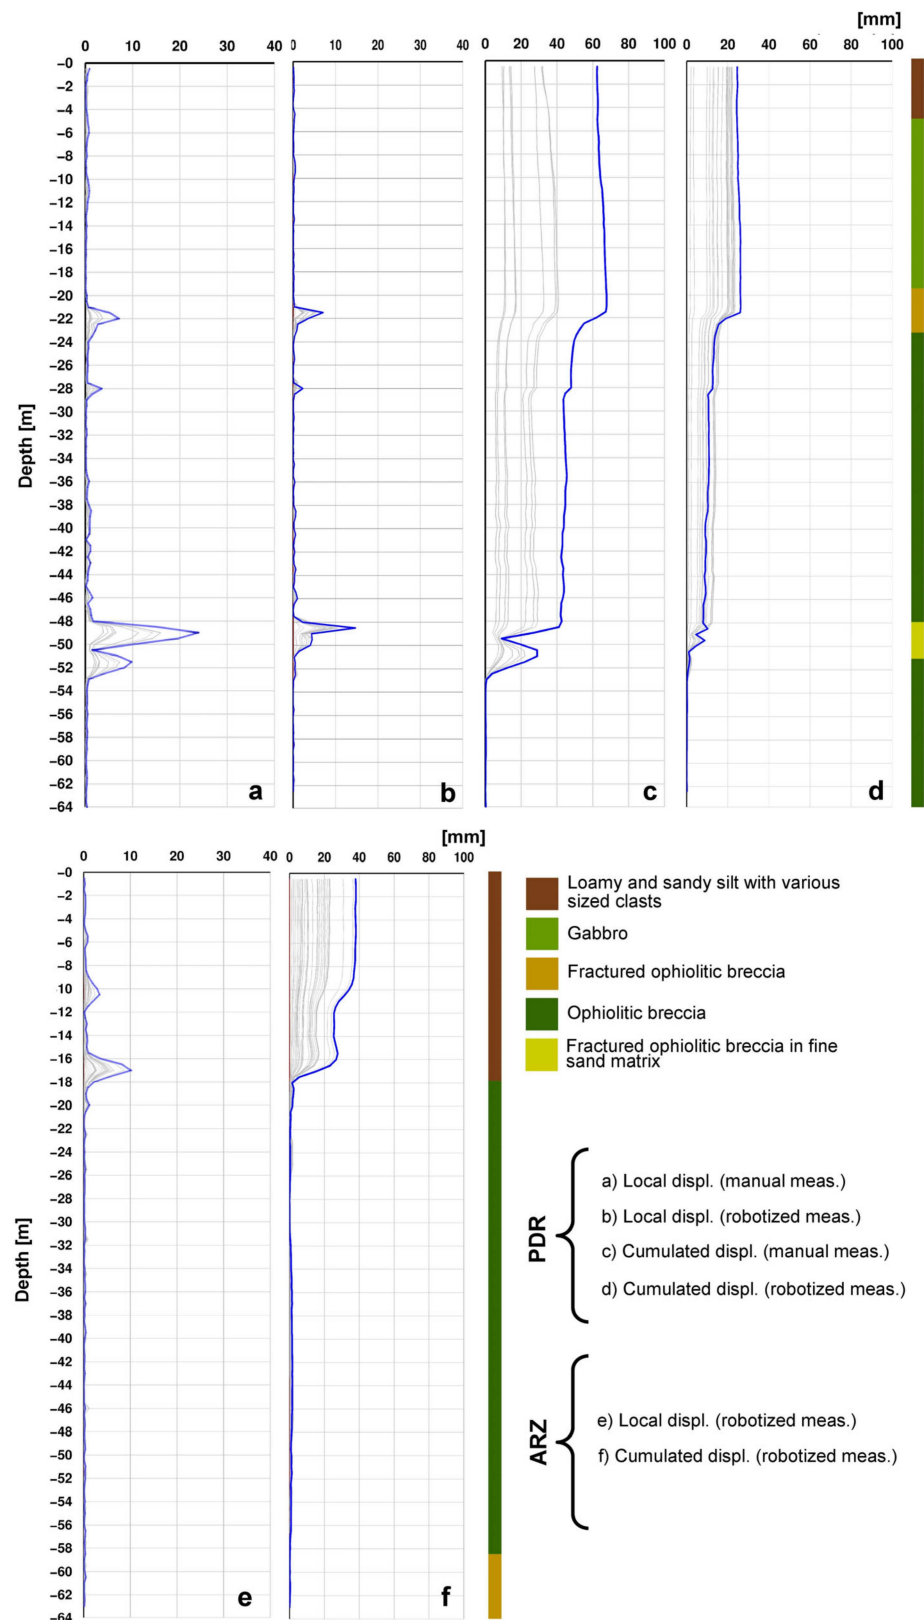 [mm]
0 10 20 30 40 0 10 20 30 40 0 20 40 60 80 100 0 20 40 60 80 100
Depth [m]
–0
–2
–4
–6
–8
–10
–12
–14
–16
–18
–20
–22
–24
–26
–28
–30
–32
–34
–36
–38
–40
–42
–44
–46
–48
–50
–52
–54
–56
–58
–60
–62
–64
a b c d
[mm]
0 10 20 30 40 0 20 40 60 80 100
Depth [m]
–0
–2
–4
–6
–8
10
–12
–14
–16
–18
–20
–22
–24
–26
–28
–30
–32
–34
–36
–38
–40
–42
–44
–46
–48
–50
–52
–54
–56
–58
–60
–62
–64
e f
Loamy and sandy silt with various
sized clasts
Gabbro
Fractured ophiolitic breccia
Ophiolitic breccia
Fractured ophiolitic breccia in fine
sand matrix
PDR
a) Local displ. (manual meas.)
b) Local displ. (robotized meas.)
c) Cumulated displ. (manual meas.)
d) Cumulated displ. (robotized meas.)
ARZ
e) Local displ. (robotized meas.)
f) Cumulated displ. (robotized meas.)